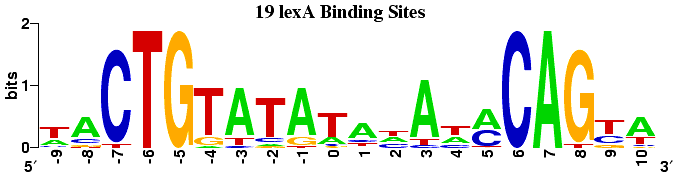 19 lexA Binding Sites
2
bits
1
0
TACTGTATATAAATACAGTA
-9 -8 -7 -6 -5 -4 -3 -2 -1 0 1 2 3 4 5 6 7 8 9 10
5′ 3′